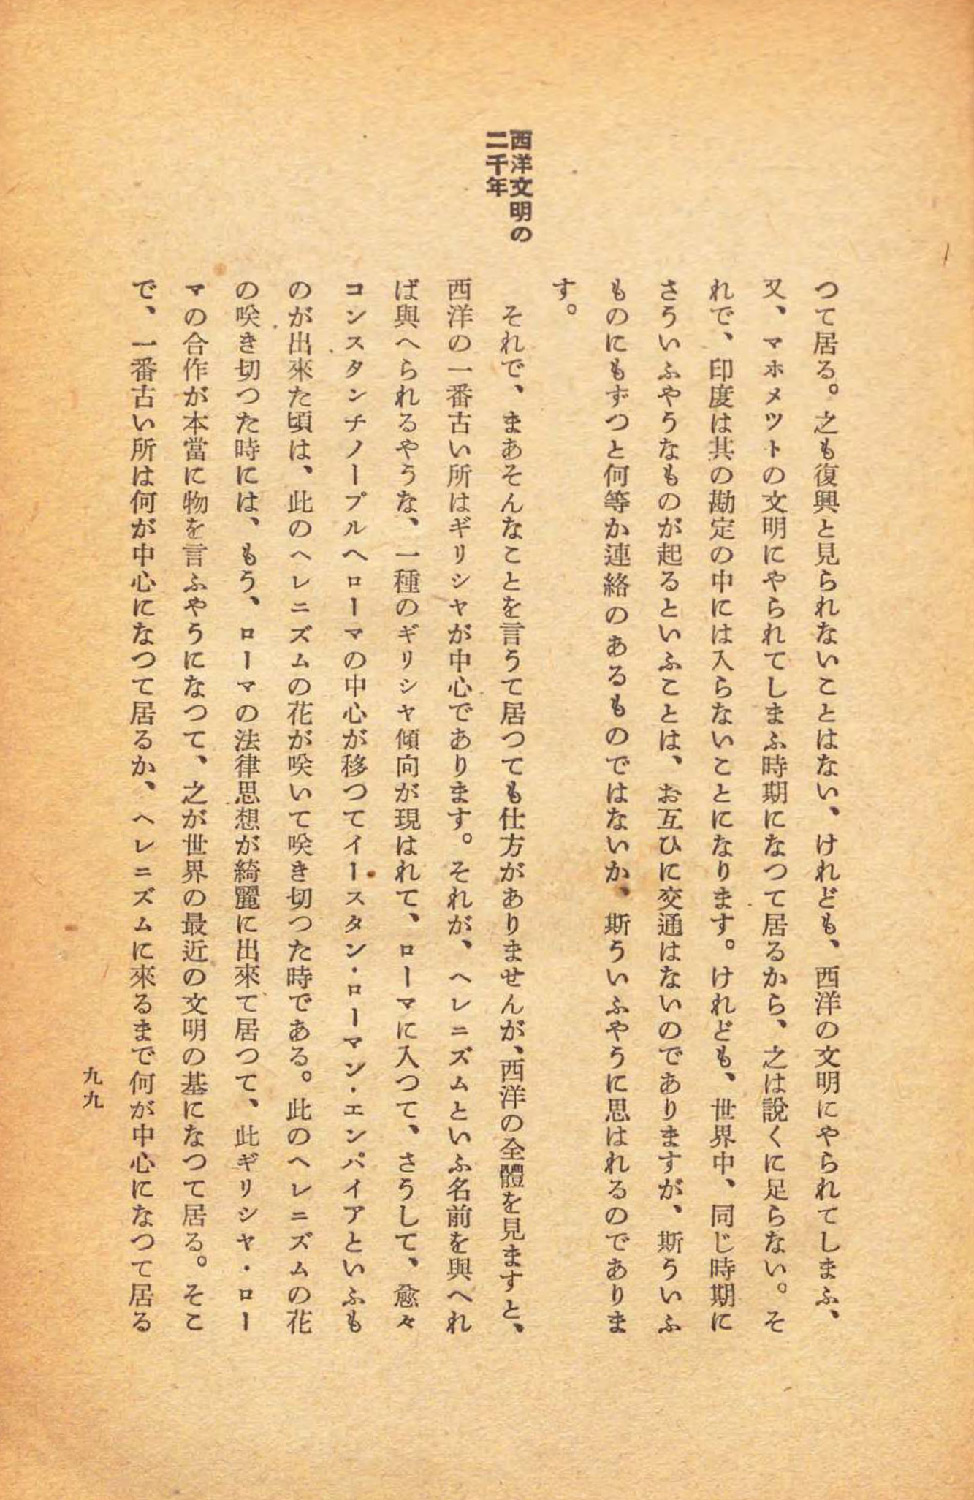 つて居る。之も復興と見られないことはない、けれども、西洋の文明にやられてしまふ、
又、マホメツトの文明にやられてしまふ時期になつて居るから、之は説くに足らない。そ
れで、印度は其の勘定の中には入らないことになります。けれども、世界中、同じ時期に
さういふやうなものが起るといふことは、お互ひに交通はないのでありますが、斯ういふ
ものにもずつと何等か連絡のあるものではないか、斯ういふやうに思はれるのでありま
す。
西洋文明の
二千年
それで、まあそんなことを言うて居つても仕方がありませんが、西洋の全體を見ますと、
西洋の一番古い所はギリシヤが中心であります。それが、ヘレニズムといふ名前を與へれ
ば與へられるやうな、一種のギリシヤ傾向が現はれて、ローマに入つて、さうして、愈々
コンスタンチノープルへローマの中心が移つてイースタン・ローマン・エンパイアといふも
のが出來た頃は、此のヘレニズムの花が咲いて咲き切つた時である。此のヘレニズムの花
の咲き切つた時には、もう、ローマの法律思想が綺麗に出來て居つて、此ギリシヤ・ロー
マの合作が本當に物を言ふやうになつて、之が世界の最近の文明の基になつて居る。そこ
で、一番古い所は何が中心になつて居るか、ヘレニズムに來るまで何が中心になつて居る
九九